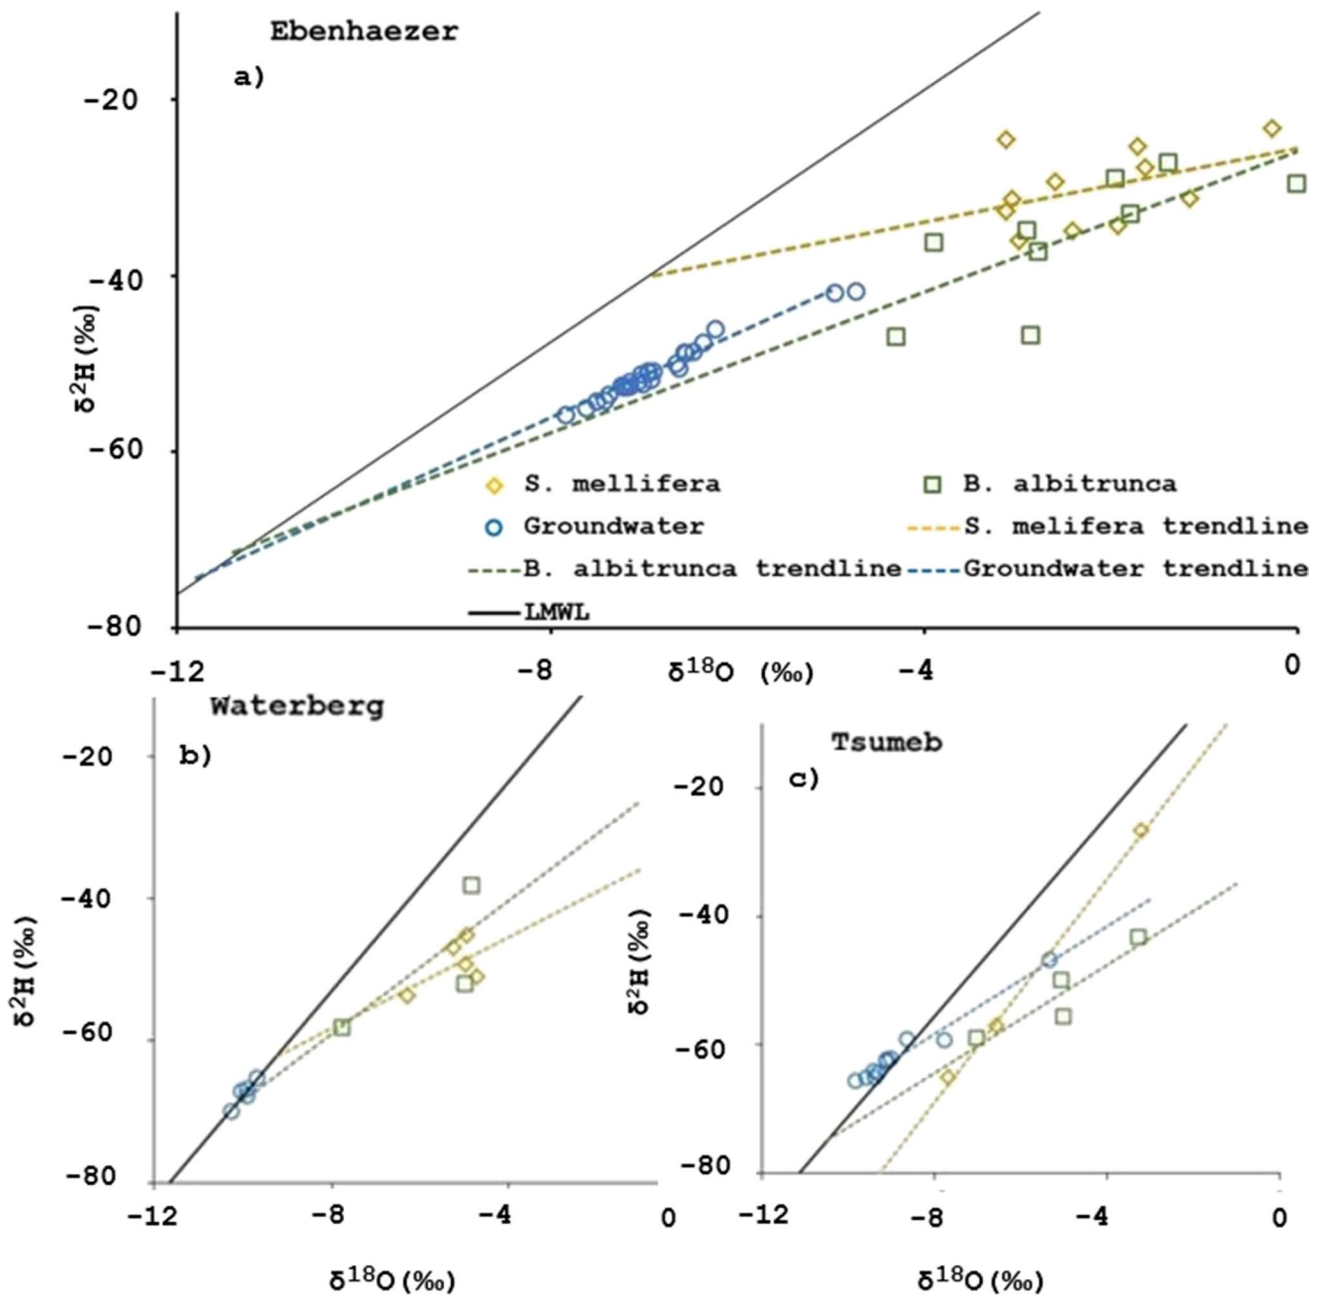 Ebenhaezer
a)
-20
-40
δ²H(‰)
-60
S. mellifera
B. albitrunca
Groundwater
S. melifera trendline
B. albitrunca trendline
Groundwater trendline
LMWL
-80
-12
-8
δ¹⁸O (‰)
-4
0
Waterberg
b)
-20
-40
δ²H(‰)
-60
-80
-12
-8
-4
0
δ¹⁸O(‰)
Tsumeb
c)
-20
-40
δ²H(‰)
-60
-80
-12
-8
-4
0
δ¹⁸O(‰)